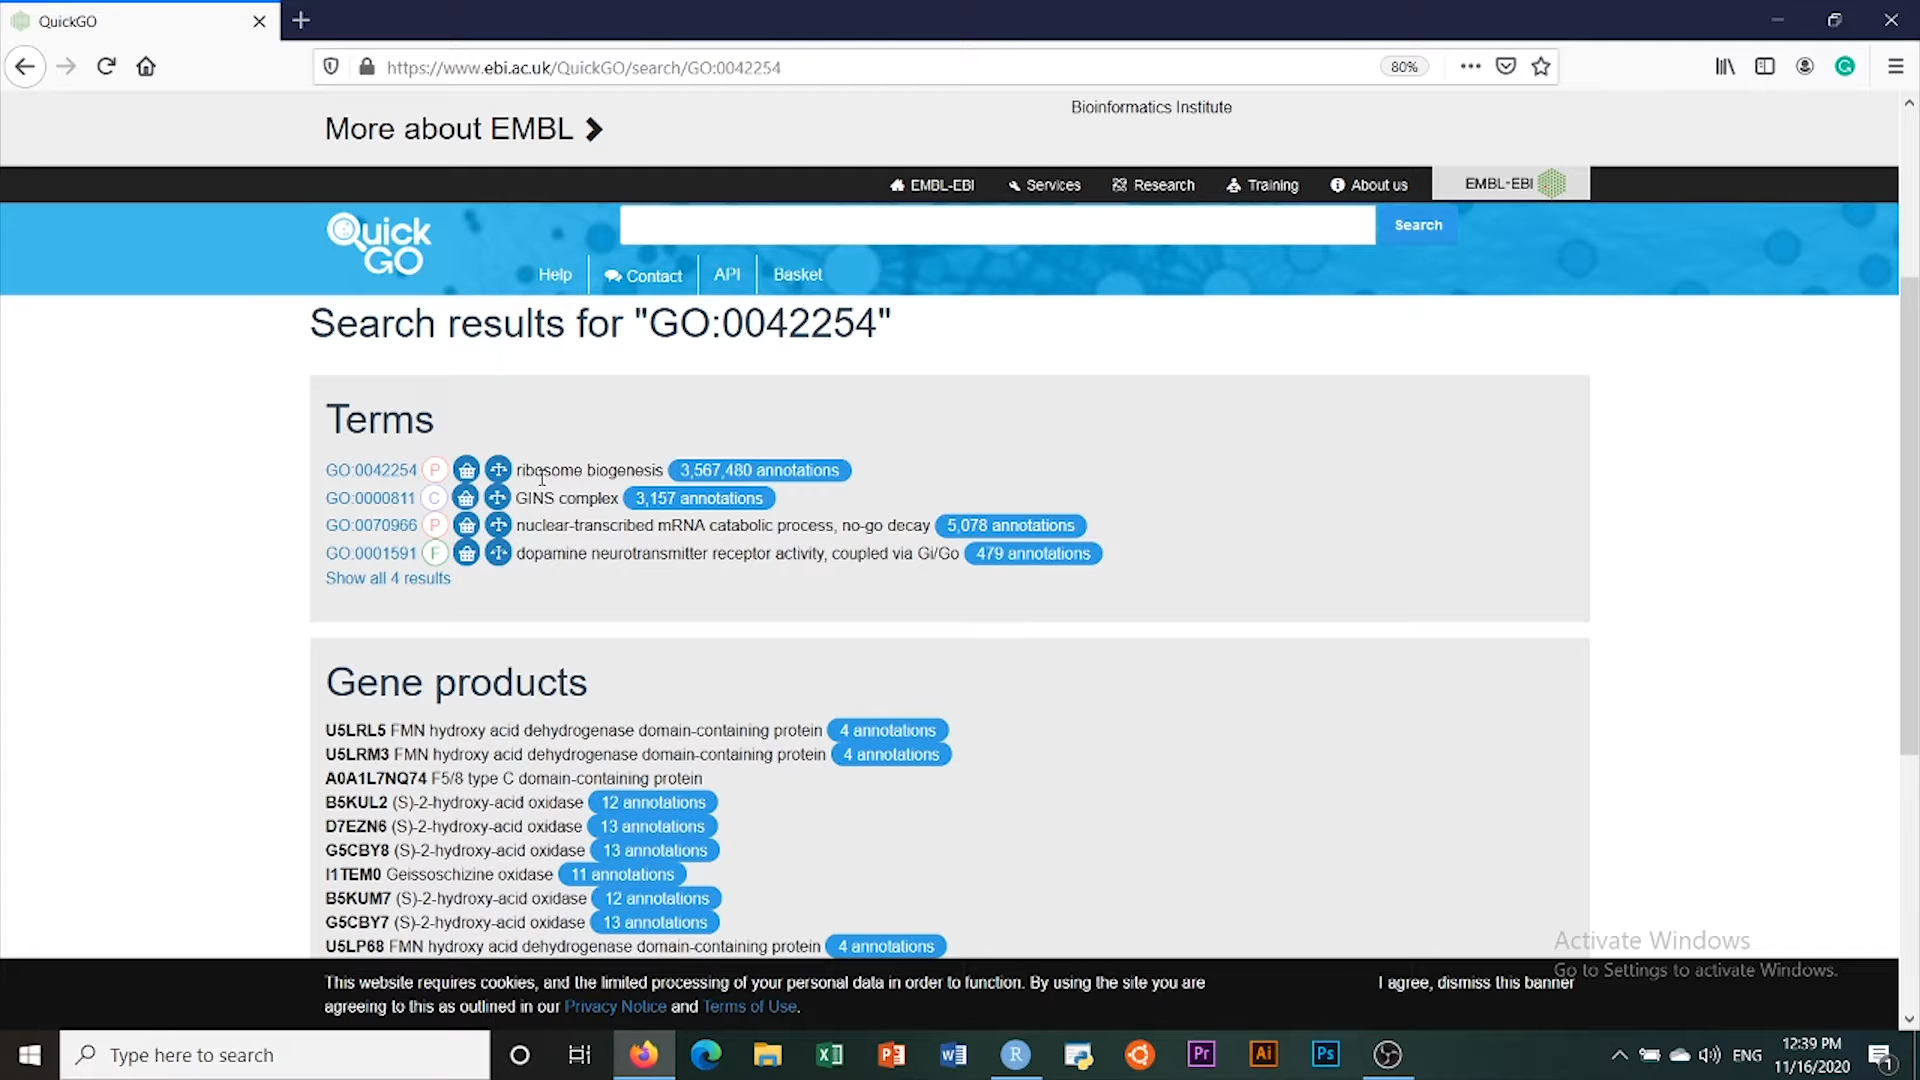 QuickGO
https://www.ebi.ac.uk/QuickGO/search/GO:0042254
80%
Bioinformatics Institute
More about EMBL
EMBL-EBI Services Research Training About us EMBL-EBI
Quick GO
Search
Help Contact API Basket
Search results for "GO:0042254"
Terms
GO:0042254 P ribosome biogenesis 3,567,480 annotations
GO:0000811 C GINS complex 3,157 annotations
GO:0070966 P nuclear-transcribed mRNA catabolic process, no-go decay 5,078 annotations
GO:0001591 F dopamine neurotransmitter receptor activity, coupled via Gi/Go 479 annotations
Show all 4 results
Gene products
U5LRL5 FMN hydroxy acid dehydrogenase domain-containing protein 4 annotations
U5LRM3 FMN hydroxy acid dehydrogenase domain-containing protein 4 annotations
A0A1L7NQ74 F5/8 type C domain-containing protein
B5KUL2 (S)-2-hydroxy-acid oxidase 12 annotations
D7EZN6 (S)-2-hydroxy-acid oxidase 13 annotations
G5CBY8 (S)-2-hydroxy-acid oxidase 13 annotations
I1TEM0 Geissoschizine oxidase 11 annotations
B5KUM7 (S)-2-hydroxy-acid oxidase 12 annotations
G5CBY7 (S)-2-hydroxy-acid oxidase 13 annotations
U5LP68 FMN hydroxy acid dehydrogenase domain-containing protein 4 annotations
Activate Windows
Go to Settings to activate Windows.
This website requires cookies, and the limited processing of your personal data in order to function. By using the site you are
agreeing to this as outlined in our Privacy Notice and Terms of Use.
I agree, dismiss this banner
Type here to search
ENG
12:39 PM
11/16/2020
1